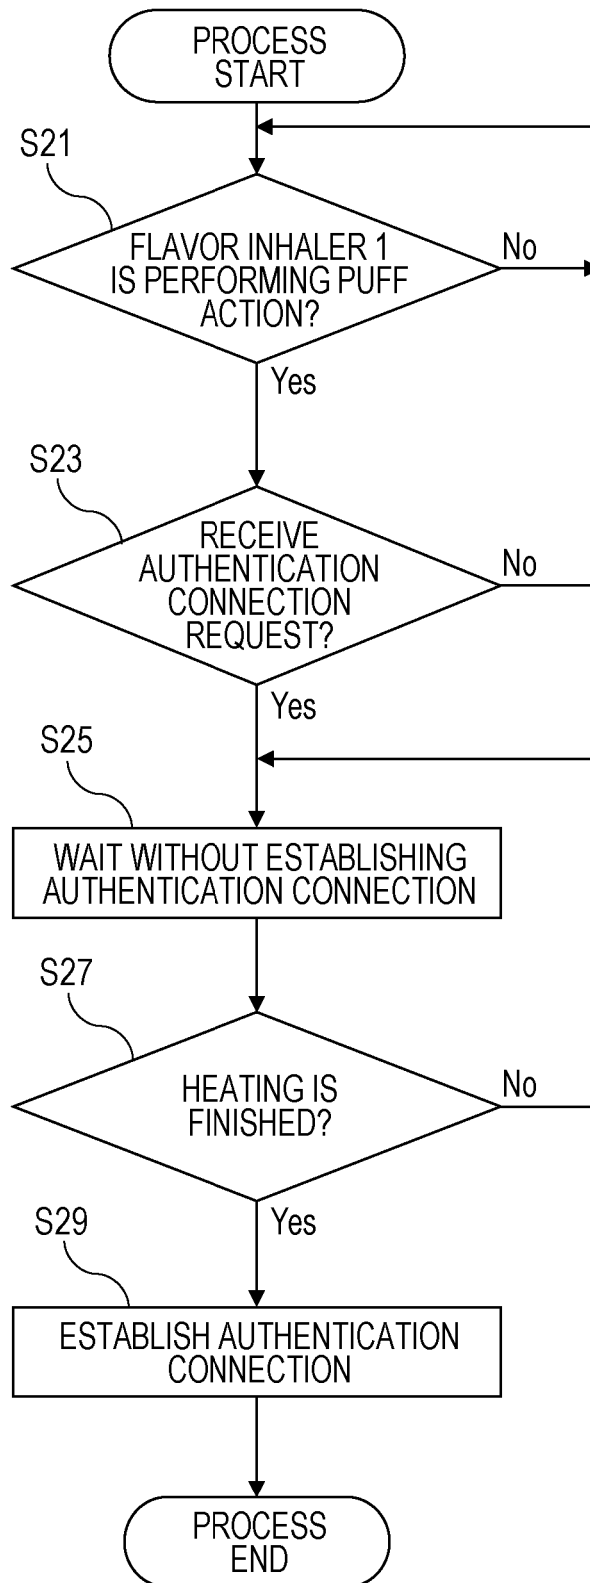 PROCESS
START
S21
FLAVOR INHALER 1
IS PERFORMING PUFF
ACTION?
No
Yes
S23
RECEIVE
AUTHENTICATION
CONNECTION
REQUEST?
No
Yes
S25
WAIT WITHOUT ESTABLISHING
AUTHENTICATION CONNECTION
S27
HEATING IS
FINISHED?
No
Yes
S29
ESTABLISH AUTHENTICATION
CONNECTION
PROCESS
END